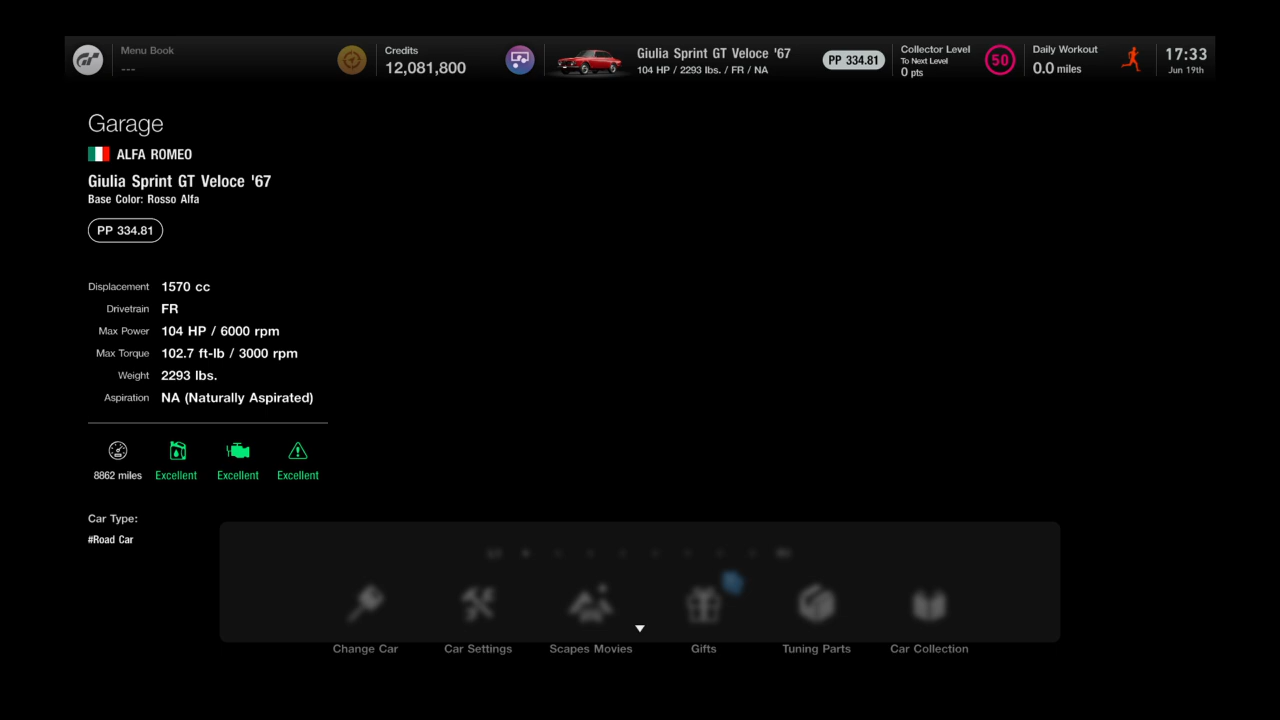 Menu Book
---
Credits
12,081,800
Giulia Sprint GT Veloce '67
104 HP / 2293 lbs. / FR / NA
PP 334.81
Collector Level
To Next Level
0 pts
50
Daily Workout
0.0 miles
17:33
Jun 19th
Garage
ALFA ROMEO
Giulia Sprint GT Veloce '67
Base Color: Rosso Alfa
PP 334.81
Displacement 1570 cc
Drivetrain FR
Max Power 104 HP / 6000 rpm
Max Torque 102.7 ft-lb / 3000 rpm
Weight 2293 lbs.
Aspiration NA (Naturally Aspirated)
8862 miles Excellent Excellent Excellent
Car Type:
#Road Car
Change Car Car Settings Scapes Movies Gifts Tuning Parts Car Collection